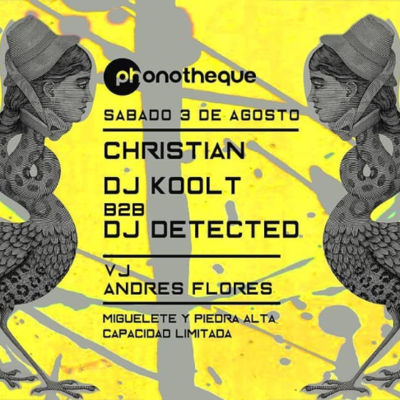 phonotheque
SABADO 3 DE AGOSTO
CHRISTIAN
DJ KOOLT
B2B
DJ DETECTED
VJ
ANDRES FLORES
MIGUELETE Y PIEDRA ALTA
CAPACIDAD LIMITADA